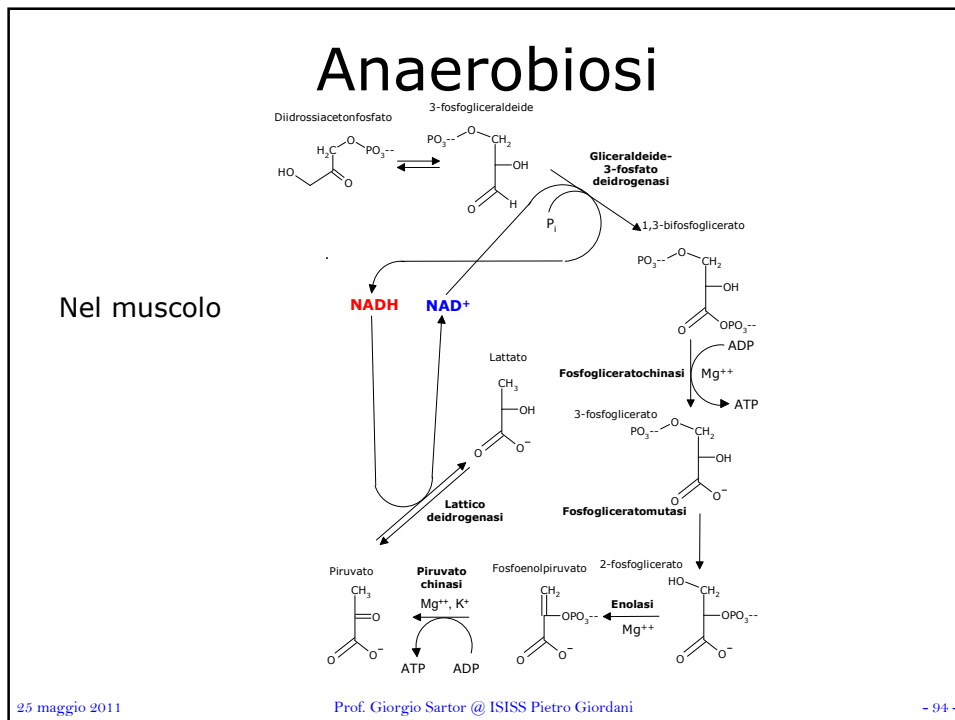 Anaerobiosi
Diidrossiacetonfosfato
3-fosfogliceraldeide
H2C
O
PO3--
HO
O
PO3--
O
CH2
OH
O
H
Gliceraldeide-
3-fosfato
deidrogenasi
Pi
1,3-bifosfoglicerato
PO3--
O
CH2
OH
O
OPO3--
Nel muscolo
NADH
NAD+
ADP
Fosfogliceratochinasi
Mg++
ATP
Lattato
CH3
OH
O
O−
3-fosfoglicerato
PO3--
O
CH2
OH
O
O−
Lattico
deidrogenasi
Fosfogliceratomutasi
Piruvato
CH3
O
O
O−
Piruvato
chinasi
Mg++, K+
ATP
ADP
Fosfoenolpiruvato
CH2
OPO3--
O
O−
Enolasi
Mg++
2-fosfoglicerato
HO
CH2
OPO3--
O
O−
25 maggio 2011
Prof. Giorgio Sartor @ ISISS Pietro Giordani
- 94 -